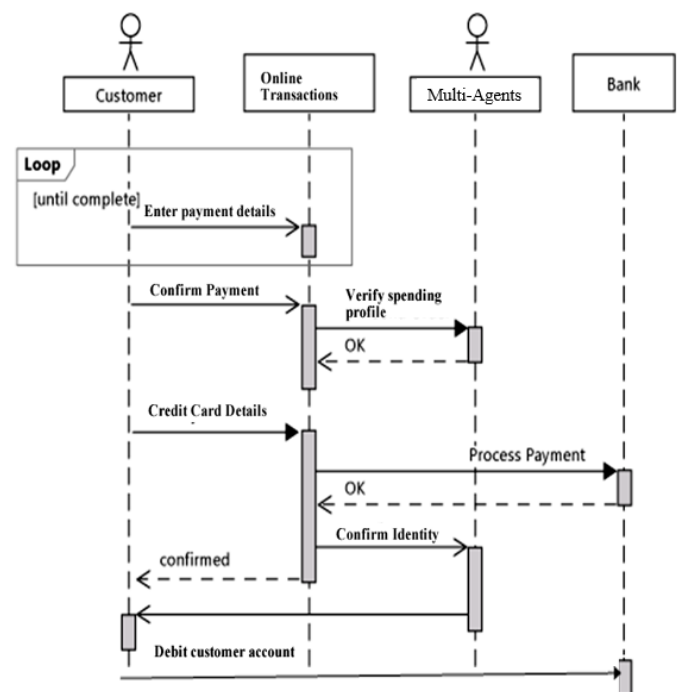 Customer
Online
Transactions
Multi-Agents
Bank
Loop
[until complete]
Enter payment details
Confirm Payment
Verify spending
profile
OK
Credit Card Details
Process Payment
OK
Confirm Identity
confirmed
Debit customer account